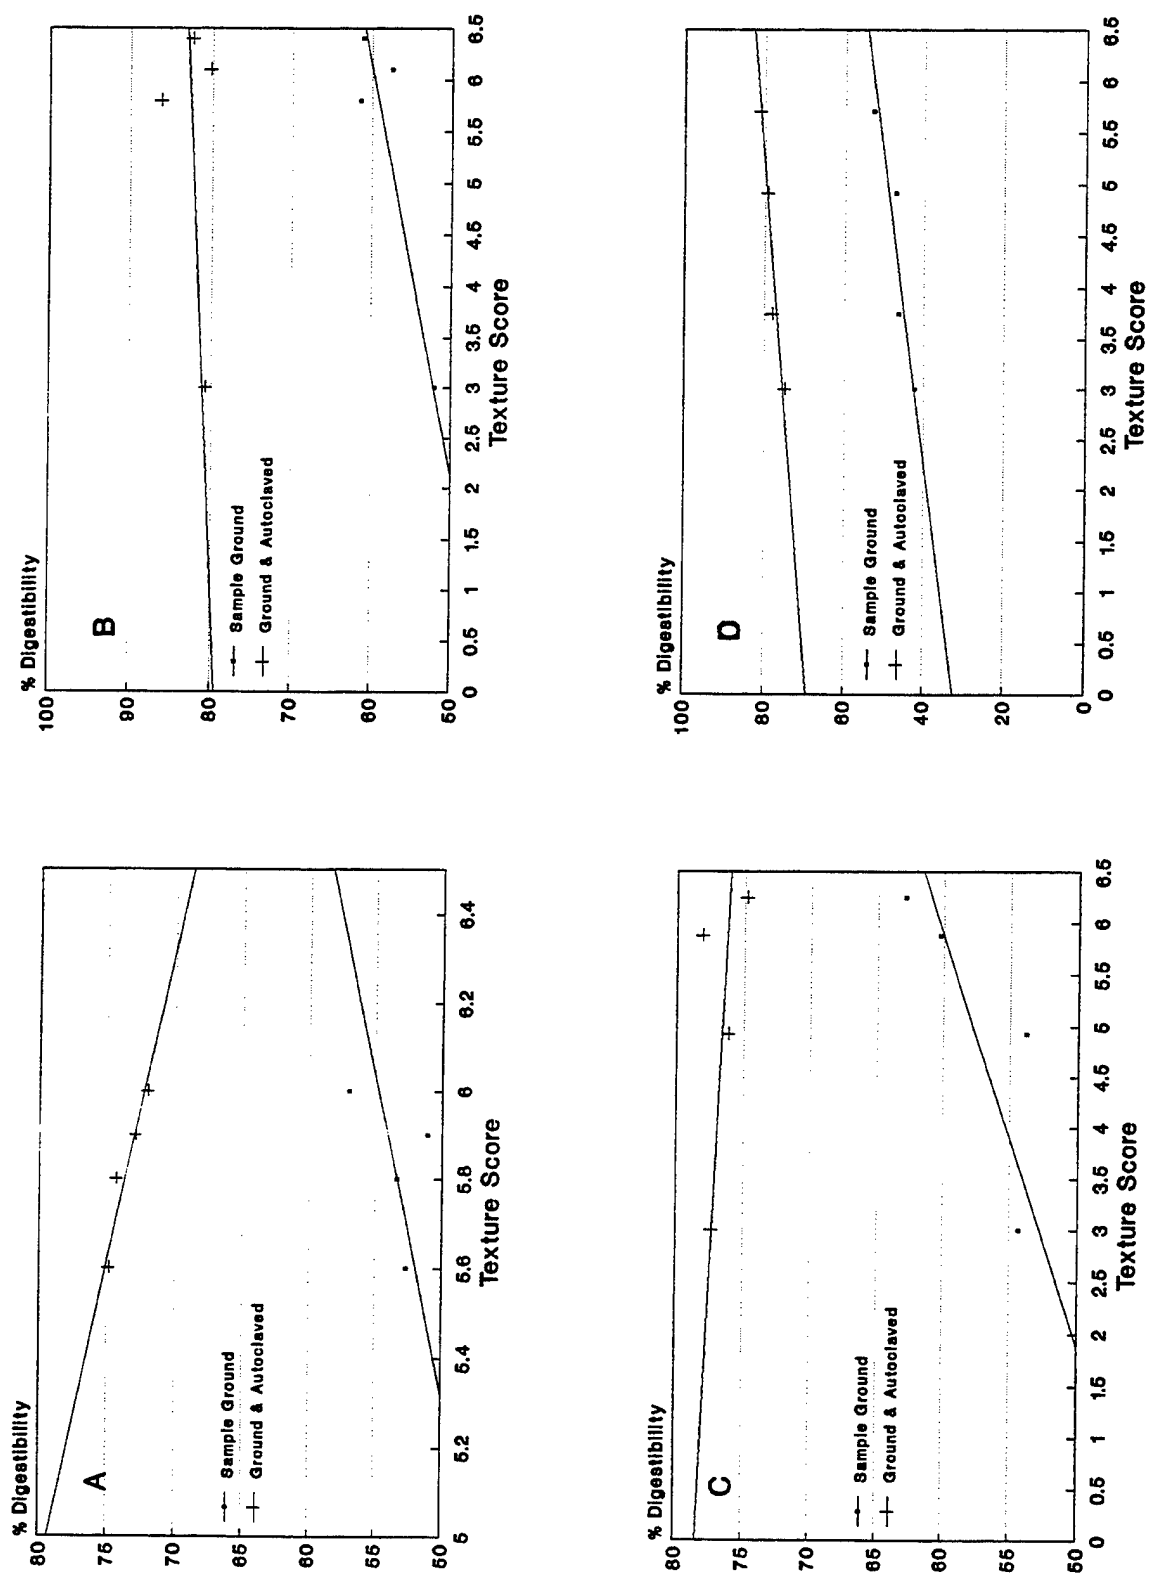 % Digestibility
80
A
75
70
65
Sample Ground
Ground & Autoclaved
60
55
50
5 5.2 5.4 5.6 5.8 6 6.2 6.4
Texture Score
% Digestibility
100
B
90
80
Sample Ground
70
Ground & Autoclaved
60
50
0 0.5 1 1.5 2 2.5 3 3.5 4 4.5 5 5.5 6 6.5
Texture Score
% Digestibility
80
C
75
70
65
Sample Ground
Ground & Autoclaved
60
55
50
0 0.5 1 1.5 2 2.5 3 3.5 4 4.5 5 5.5 6 6.5
Texture Score
% Digestibility
100
D
80
60
Sample Ground
Ground & Autoclaved
40
20
0
0 0.5 1 1.5 2 2.5 3 3.5 4 4.5 5 5.5 6 6.5
Texture Score